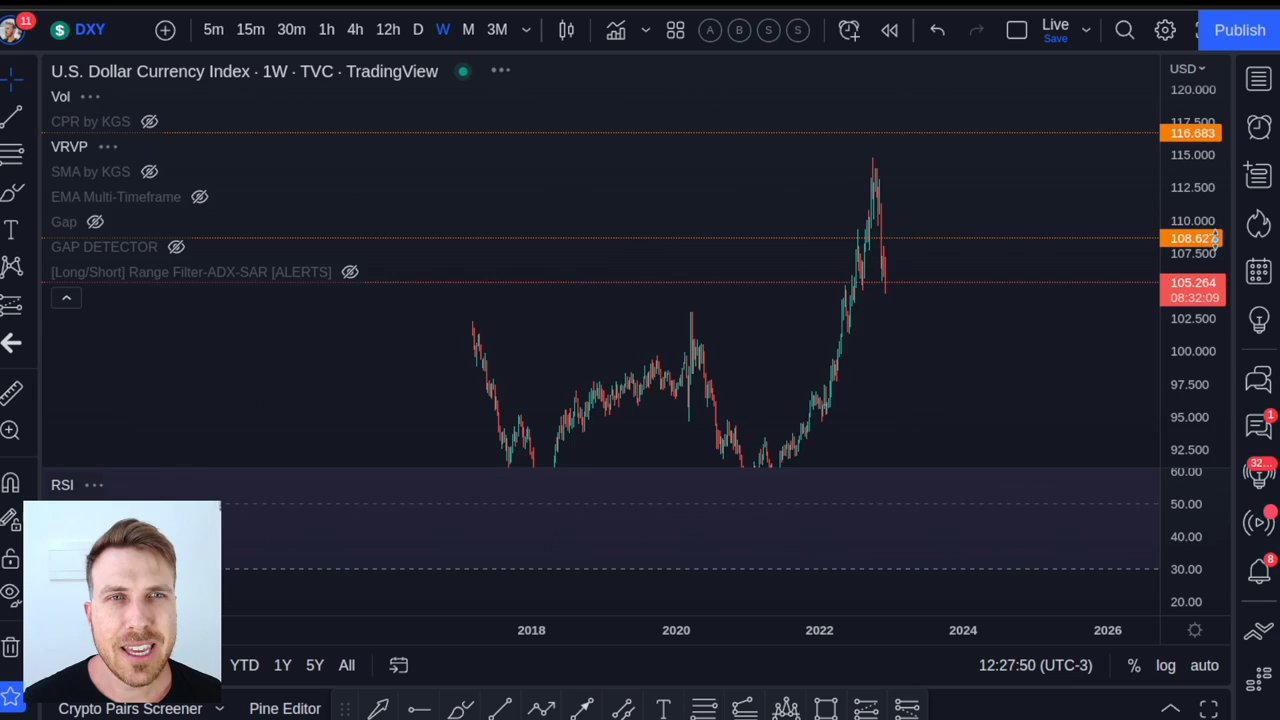 11
$ DXY
5m 15m 30m 1h 4h 12h D W M 3M
A B S S
Live
Save
Publish
U.S. Dollar Currency Index · 1W · TVC · TradingView
USD
Vol
CPR by KGS
VRVP
SMA by KGS
EMA Multi-Timeframe
Gap
GAP DETECTOR
[Long/Short] Range Filter-ADX-SAR [ALERTS]
120.000
117.500
116.683
115.000
112.500
110.000
108.627
107.500
105.264
08:32:09
102.500
100.000
97.500
95.000
92.500
60.00
RSI
50.00
40.00
30.00
20.00
1
32...
8
2018 2020 2022 2024 2026
YTD 1Y 5Y All
12:27:50 (UTC-3) % log auto
Crypto Pairs Screener Pine Editor
T
T